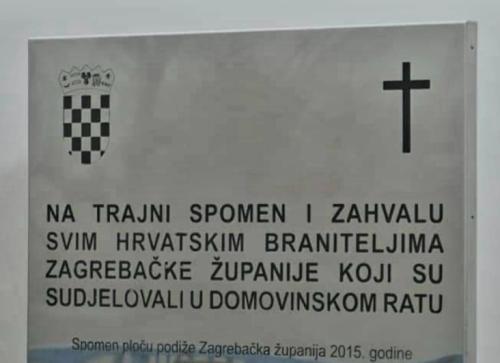 NA TRAJNI SPOMEN I ZAHVALU
SVIM HRVATSKIM BRANITELJIMA
ZAGREBAČKE ŽUPANIJE KOJI SU
SUDJELOVALI U DOMOVINSKOM RATU
Spomen ploču podiže Zagrebačka županija 2015. godine